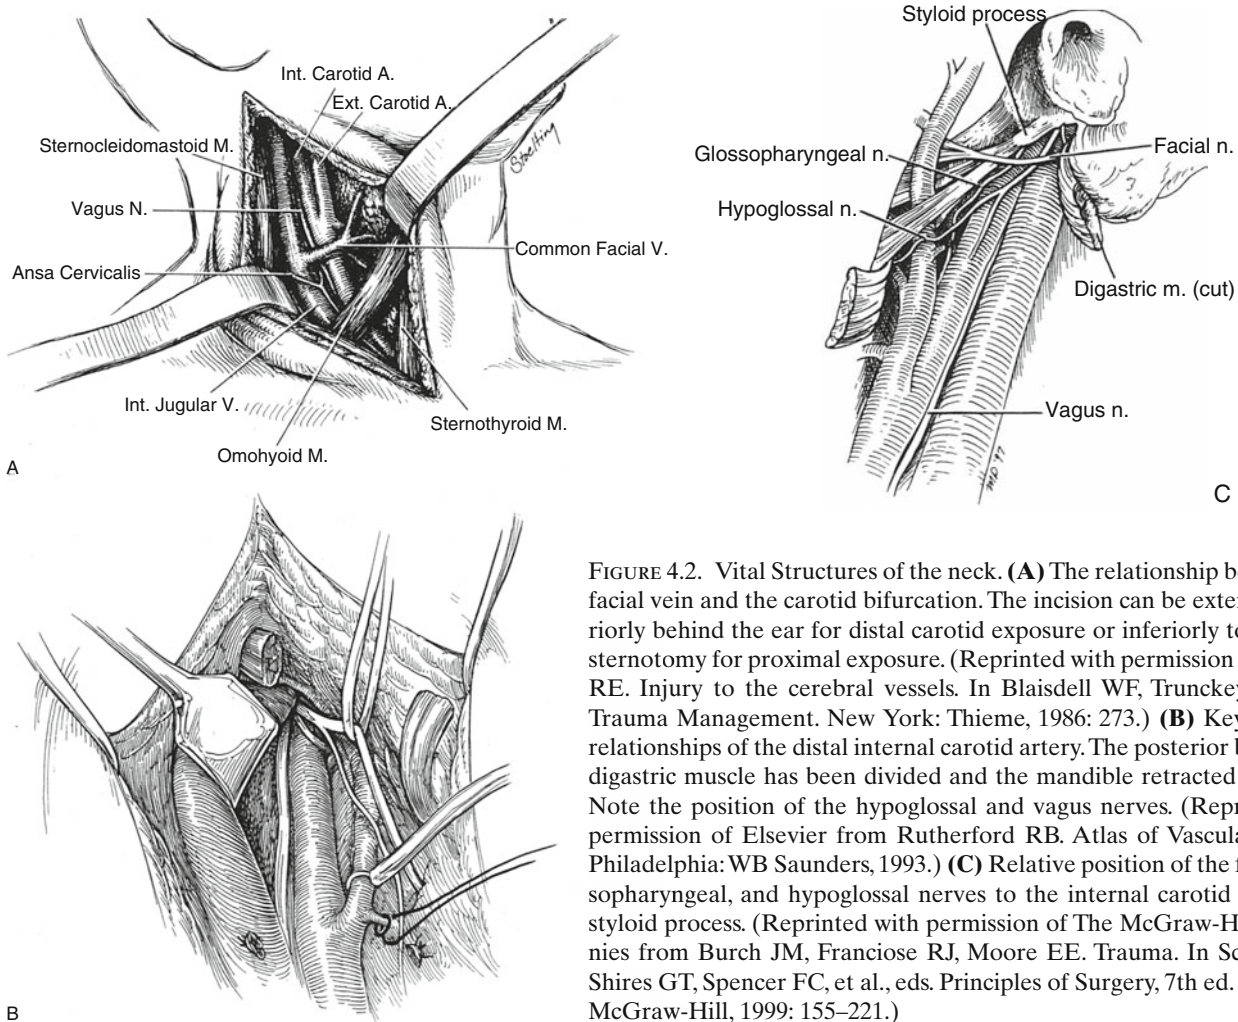 Int. Carotid A.
Ext. Carotid A.
Sternocleidomastoid M.
Vagus N.
Ansa Cervicalis
Common Facial V.
Int. Jugular V.
Sternothyroid M.
Omohyoid M.
Stoelting
A
Styloid process
Glossopharyngeal n.
Facial n.
Hypoglossal n.
Digastric m. (cut)
Vagus n.
MD 97
C
B
FIGURE 4.2. Vital Structures of the neck. (A) The relationship be
facial vein and the carotid bifurcation. The incision can be exter
riorly behind the ear for distal carotid exposure or inferiorly to
sternotomy for proximal exposure. (Reprinted with permission
RE. Injury to the cerebral vessels. In Blaisdell WF, Trunckey
Trauma Management. New York: Thieme, 1986: 273.) (B) Key
relationships of the distal internal carotid artery. The posterior b
digastric muscle has been divided and the mandible retracted
Note the position of the hypoglossal and vagus nerves. (Repr
permission of Elsevier from Rutherford RB. Atlas of Vascula
Philadelphia: WB Saunders, 1993.) (C) Relative position of the f
sopharyngeal, and hypoglossal nerves to the internal carotid
styloid process. (Reprinted with permission of The McGraw-H
nies from Burch JM, Franciose RJ, Moore EE. Trauma. In Sc
Shires GT, Spencer FC, et al., eds. Principles of Surgery, 7th ed.
McGraw-Hill, 1999: 155–221.)